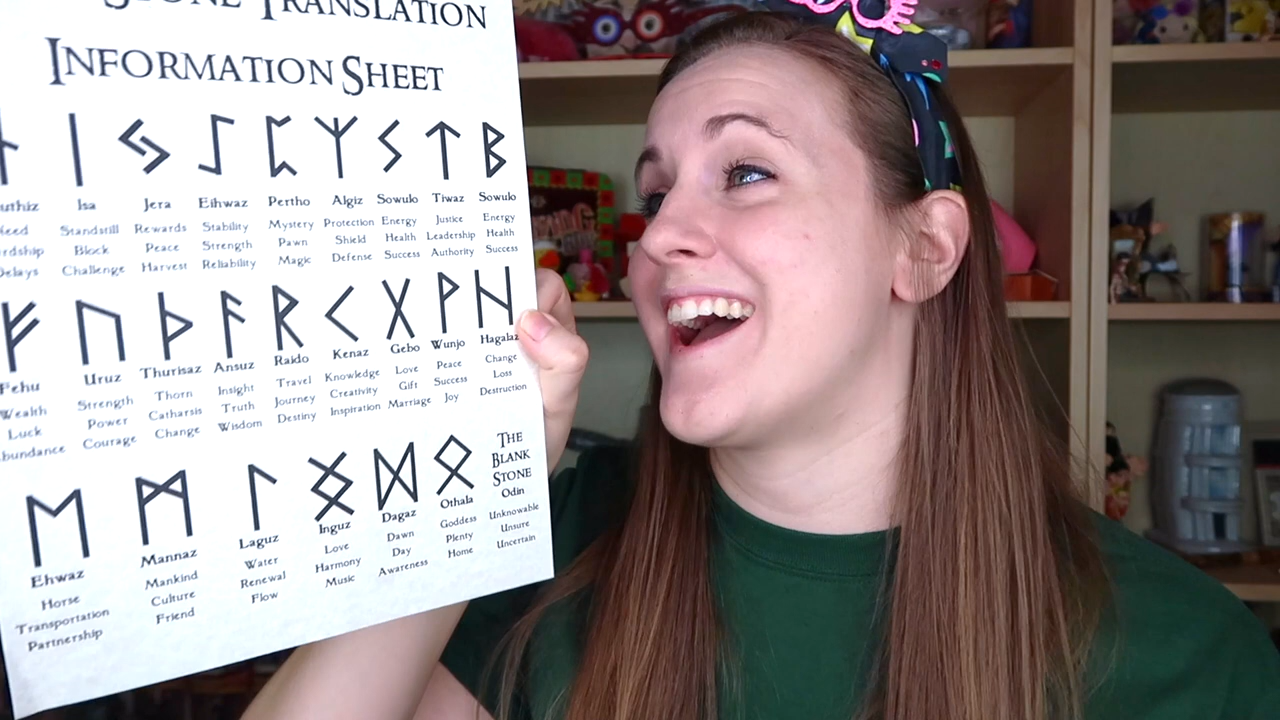 STONE TRANSLATION
INFORMATION SHEET
Isa Jera Eihwaz Pertho Algiz Sowulo Tiwaz Sowulo
Standstill Rewards Stability Mystery Protection Energy Justice Energy
Block Peace Strength Pawn Shield Health Leadership Health
Delays Challenge Harvest Reliability Magic Defense Success Authority Success
Fehu Uruz Thurisaz Ansuz Raido Kenaz Gebo Wunjo Hagalaz
Wealth Strength Thorn Insight Travel Knowledge Love Peace Change
Luck Power Catharsis Truth Journey Creativity Gift Success Loss
Courage Change Wisdom Destiny Inspiration Marriage Joy Destruction
THE
BLANK
STONE
Ehwaz Mannaz Laguz Inguz Dagaz Othala Odin
Horse Mankind Water Love Dawn Goddess Unknowable
Transportation Culture Renewal Harmony Day Plenty Unsure
Partnership Friend Flow Music Awareness Home Uncertain